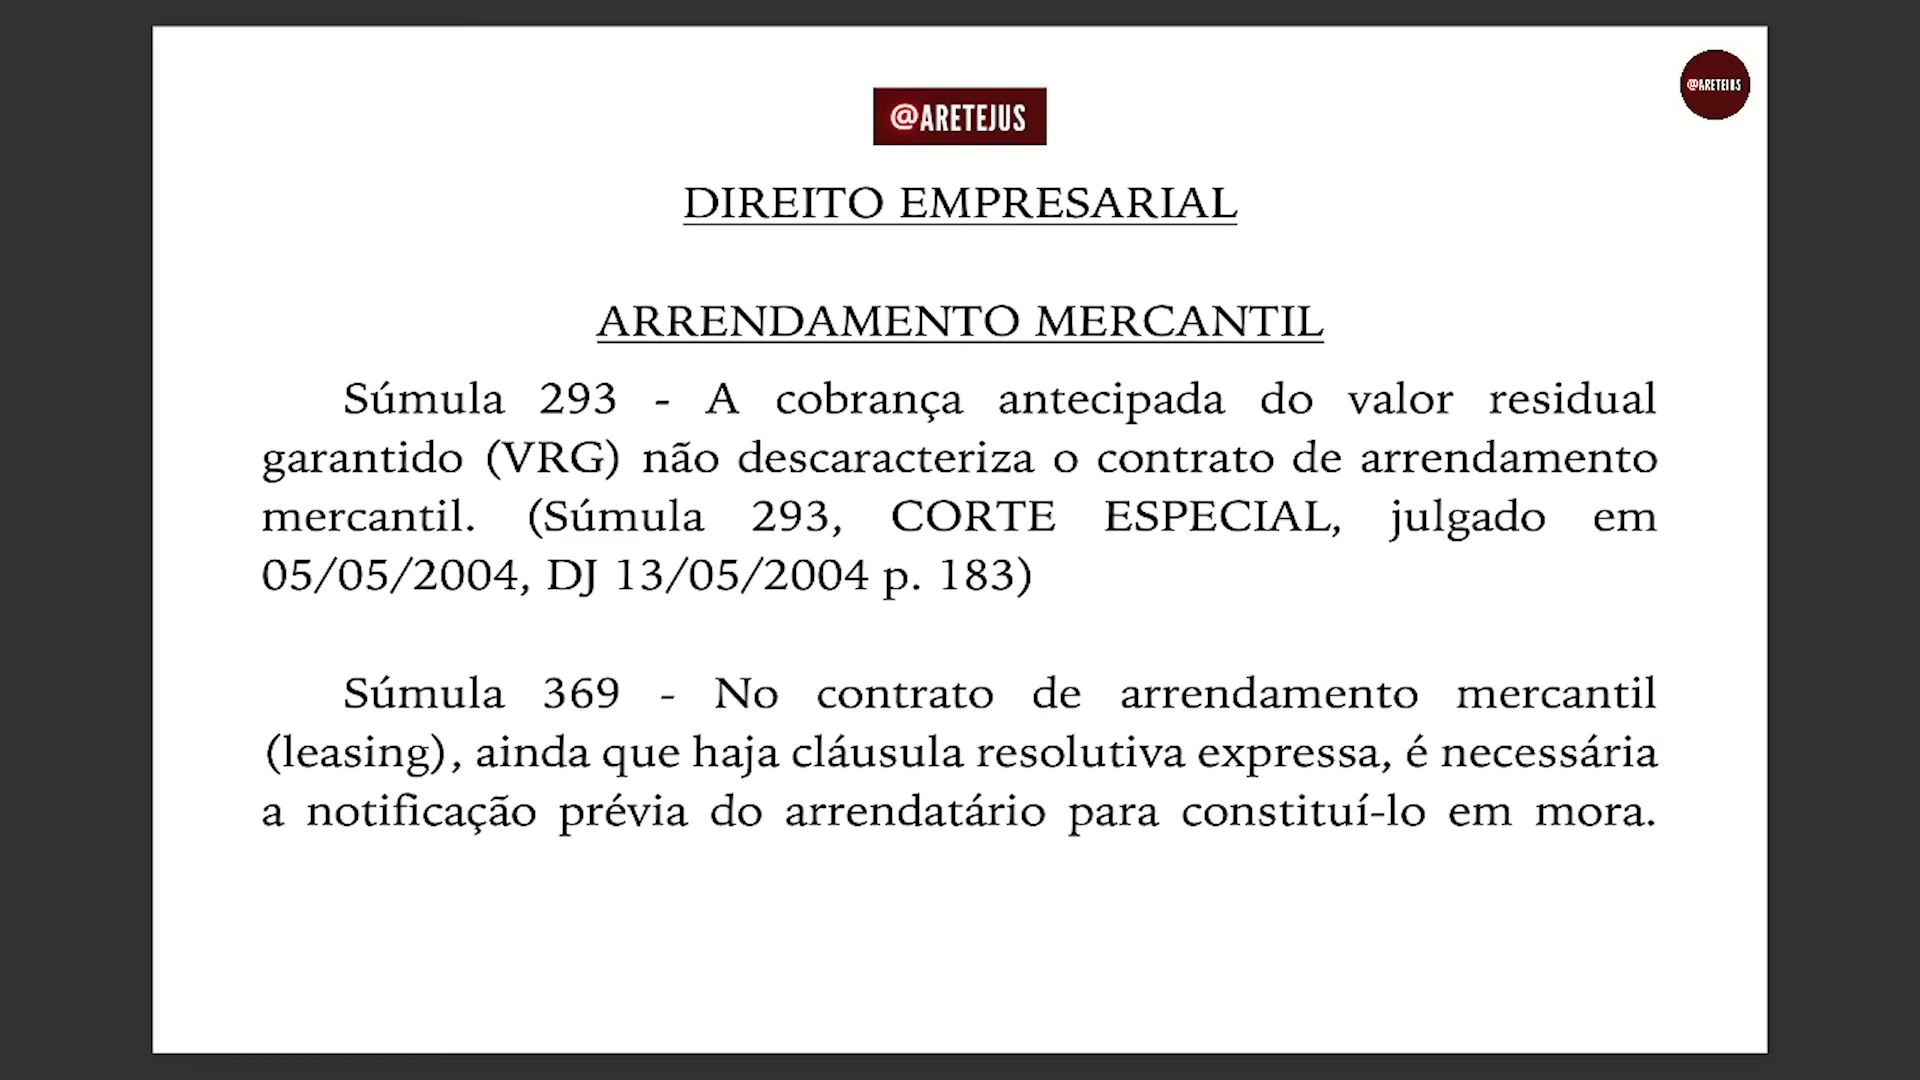 @ARETEJUS
@ARETEJUS
DIREITO EMPRESARIAL
ARRENDAMENTO MERCANTIL
Súmula 293 - A cobrança antecipada do valor residual
garantido (VRG) não descaracteriza o contrato de arrendamento
mercantil. (Súmula 293, CORTE ESPECIAL, julgado em
05/05/2004, DJ 13/05/2004 p. 183)
Súmula 369 - No contrato de arrendamento mercantil
(leasing), ainda que haja cláusula resolutiva expressa, é necessária
a notificação prévia do arrendatário para constituí-lo em mora.